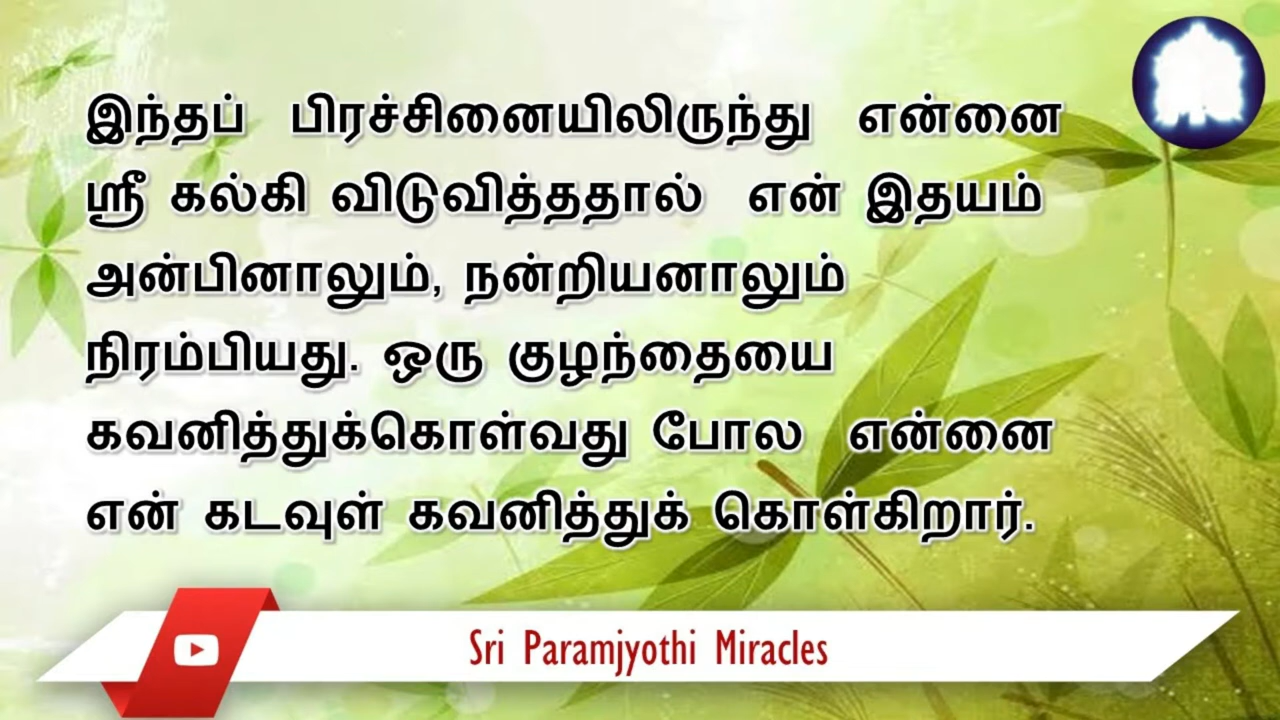 இந்தப் பிரச்சினையிலிருந்து என்னை
ஸ்ரீ கல்கி விடுவித்ததால் என் இதயம்
அன்பினாலும், நன்றியனாலும்
நிரம்பியது. ஒரு குழந்தையை
கவனித்துக்கொள்வது போல என்னை
என் கடவுள் கவனித்துக் கொள்கிறார்.
Sri Paramjyothi Miracles